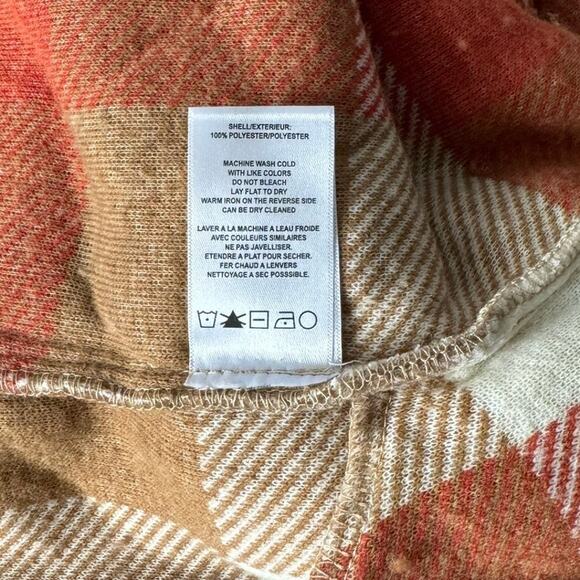 SHELL/EXTERIEUR:
100% POLYESTER/POLYESTER
MACHINE WASH COLD
WITH LIKE COLORS
DO NOT BLEACH
LAY FLAT TO DRY
WARM IRON ON THE REVERSE SIDE
CAN BE DRY CLEANED
LAVER A LA MACHINE A LEAU FROIDE
AVEC COULEURS SIMILAIRES
NE PAS JAVELLISER.
ETENDRE A PLAT POUR SECHER.
FER CHAUD A LENVERS
NETTOYAGE A SEC POSSSIBLE.